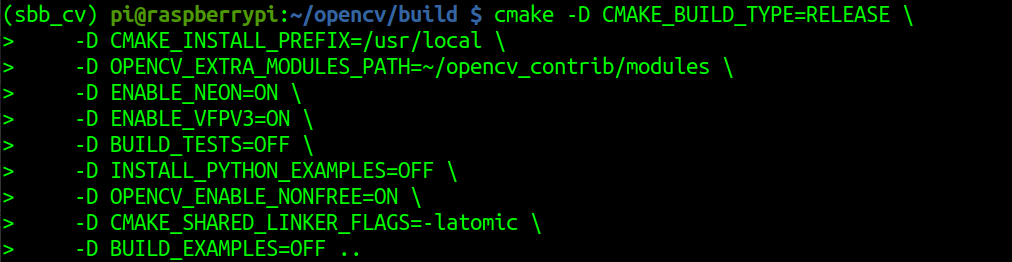 (sbb_cv) pi@raspberrypi:~/opencv/build $ cmake -D CMAKE_BUILD_TYPE=RELEASE \
>     -D CMAKE_INSTALL_PREFIX=/usr/local \
>     -D OPENCV_EXTRA_MODULES_PATH=~/opencv_contrib/modules \
>     -D ENABLE_NEON=ON \
>     -D ENABLE_VFPV3=ON \
>     -D BUILD_TESTS=OFF \
>     -D INSTALL_PYTHON_EXAMPLES=OFF \
>     -D OPENCV_ENABLE_NONFREE=ON \
>     -D CMAKE_SHARED_LINKER_FLAGS=-latomic \
>     -D BUILD_EXAMPLES=OFF ..